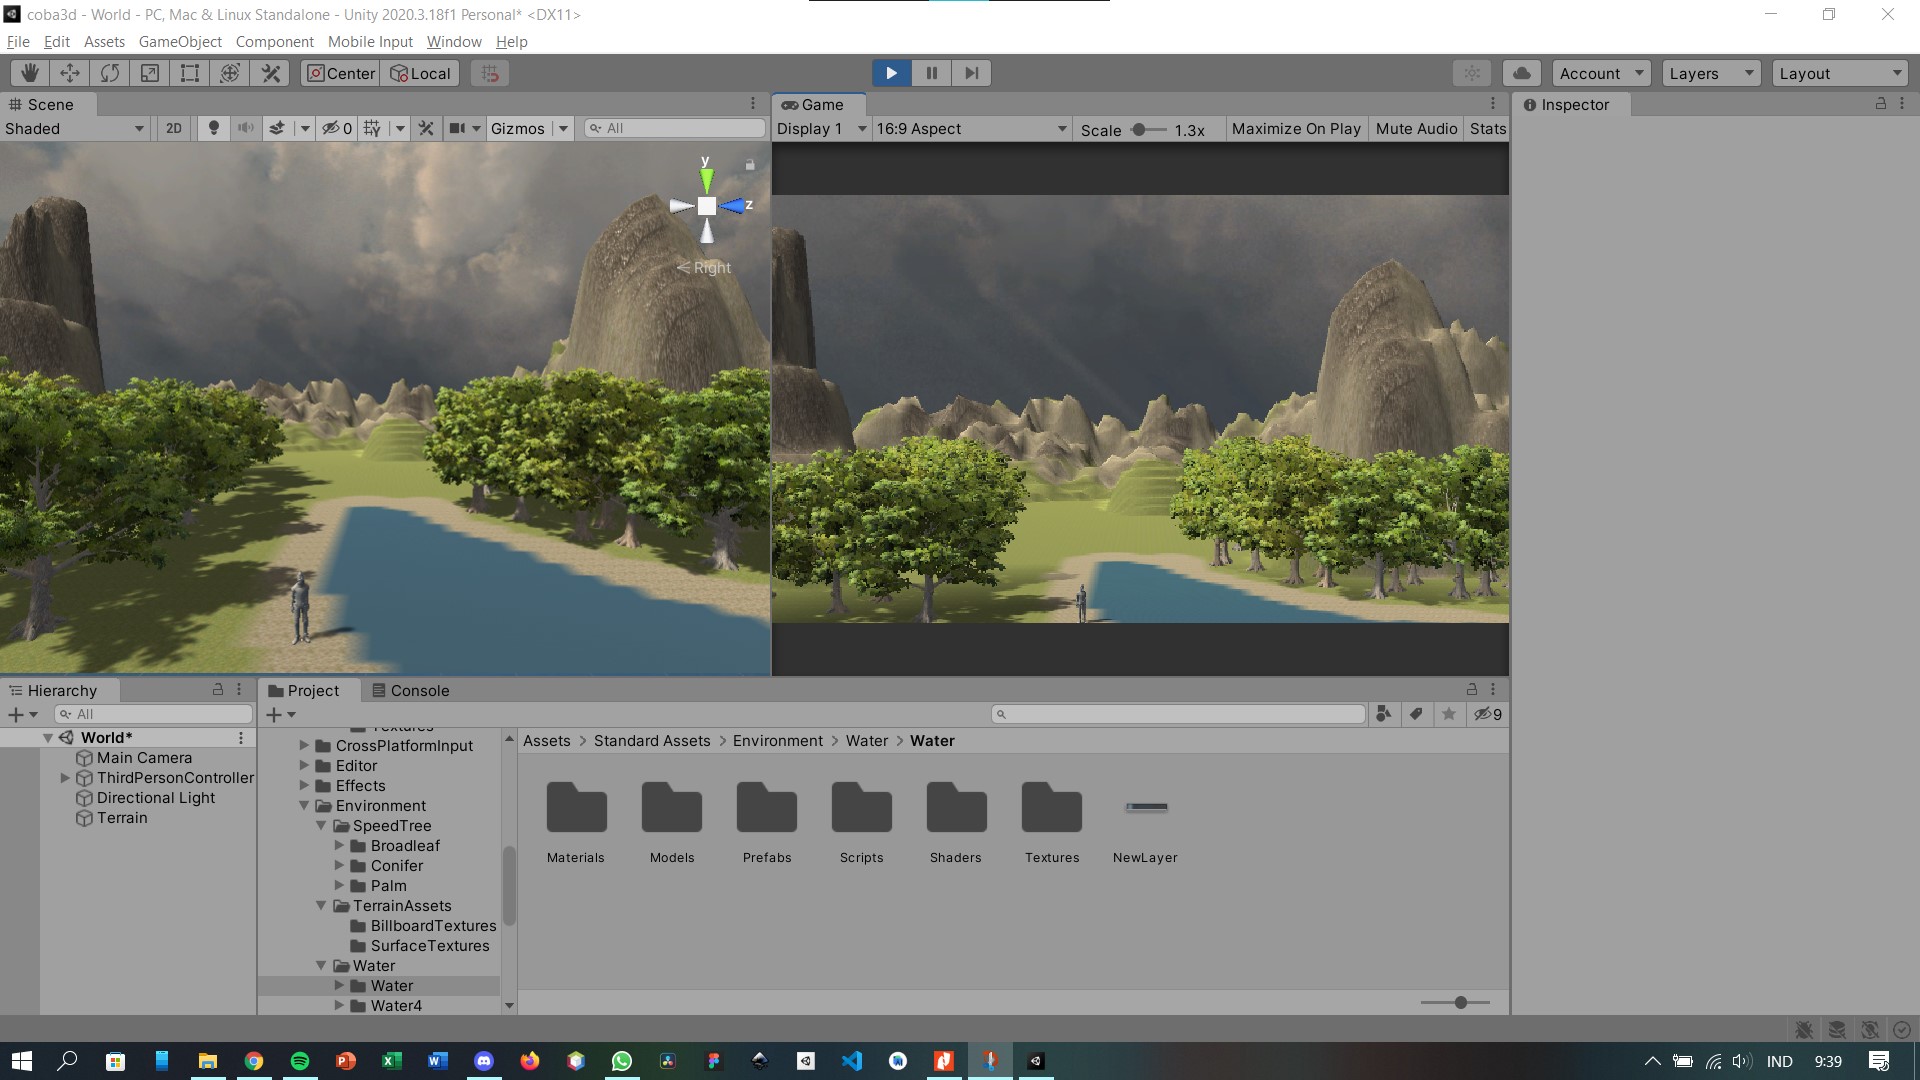 coba3d - World - PC, Mac & Linux Standalone - Unity 2020.3.18f1 Personal* <DX11>
File Edit Assets GameObject Component Mobile Input Window Help
Center Local Account Layers Layout
Scene
Shaded 2D 0 Gizmos All
Game
Display 1 16:9 Aspect Scale 1.3x Maximize On Play Mute Audio Stats
Inspector
y
z
Right
Hierarchy
All
World*
Main Camera
ThirdPersonController
Directional Light
Terrain
Project Console
9
CrossPlatformInput
Editor
Effects
Environment
SpeedTree
Broadleaf
Conifer
Palm
TerrainAssets
BillboardTextures
SurfaceTextures
Water
Water
Water4
Assets > Standard Assets > Environment > Water > Water
Materials Models Prefabs Scripts Shaders Textures NewLayer
IND 9:39